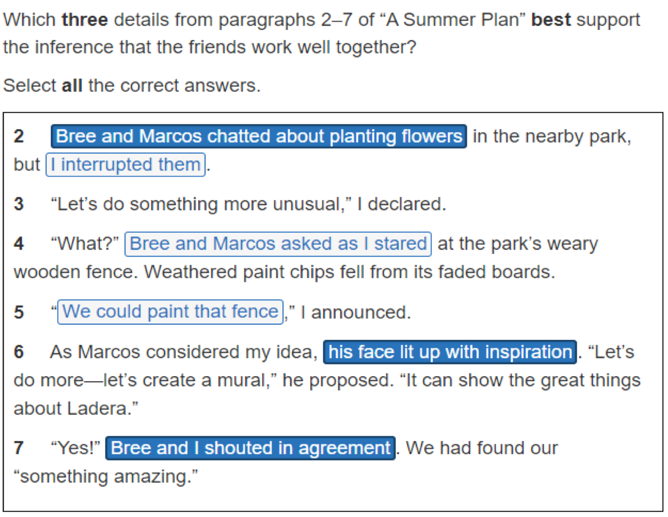 Which three details from paragraphs 2–7 of “A Summer Plan” best support
the inference that the friends work well together?
Select all the correct answers.
2 Bree and Marcos chatted about planting flowers in the nearby park,
but I interrupted them.
3 “Let’s do something more unusual,” I declared.
4 “What?” Bree and Marcos asked as I stared at the park’s weary
wooden fence. Weathered paint chips fell from its faded boards.
5 “We could paint that fence,” I announced.
6 As Marcos considered my idea, his face lit up with inspiration. “Let’s
do more—let’s create a mural,” he proposed. “It can show the great things
about Ladera.”
7 “Yes!” Bree and I shouted in agreement. We had found our
“something amazing.”